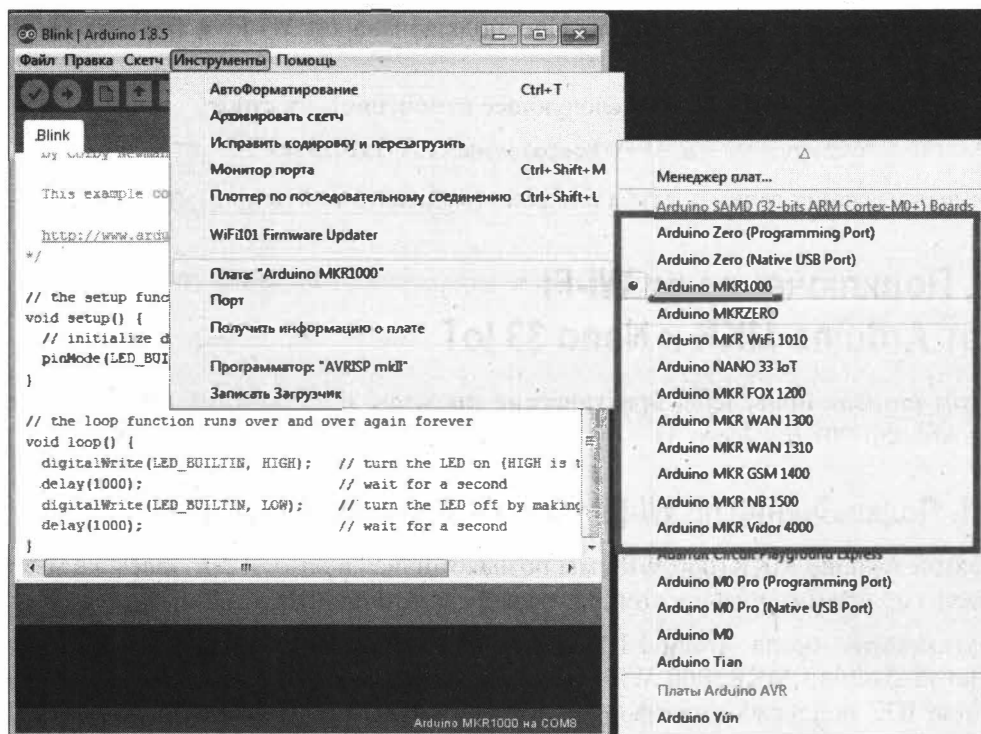 Blink | Arduino 1.8.5
Файл Правка Скетч Инструменты Помощь
Blink
by Colby Newman
This example co
http://www.ardu
*/
// the setup func
void setup() {
// initialize d
pinMode(LED_BUI
}
// the loop function runs over and over again forever
void loop() {
digitalWrite(LED_BUILTIN, HIGH); // turn the LED on (HIGH is t
delay(1000); // wait for a second
digitalWrite(LED_BUILTIN, LOW); // turn the LED off by making
delay(1000); // wait for a second
}
Arduino MKR1000 на COM8
АвтоФорматирование Ctrl+T
Архивировать скетч
Исправить кодировку и перезагрузить
Монитор порта Ctrl+Shift+M
Плоттер по последовательному соединению Ctrl+Shift+L
WiFi101 Firmware Updater
Плата: "Arduino MKR1000"
Порт
Получить информацию о плате
Программатор: "AVRISP mkII"
Записать Загрузчик
Менеджер плат...
Arduino SAMD (32-bits ARM Cortex-M0+) Boards
Arduino Zero (Programming Port)
Arduino Zero (Native USB Port)
Arduino MKR1000
Arduino MKRZERO
Arduino MKR WiFi 1010
Arduino NANO 33 IoT
Arduino MKR FOX 1200
Arduino MKR WAN 1300
Arduino MKR WAN 1310
Arduino MKR GSM 1400
Arduino MKR NB 1500
Arduino MKR Vidor 4000
Adafruit Circuit Playground Express
Arduino M0 Pro (Programming Port)
Arduino M0 Pro (Native USB Port)
Arduino M0
Arduino Tian
Платы Arduino AVR
Arduino Yún